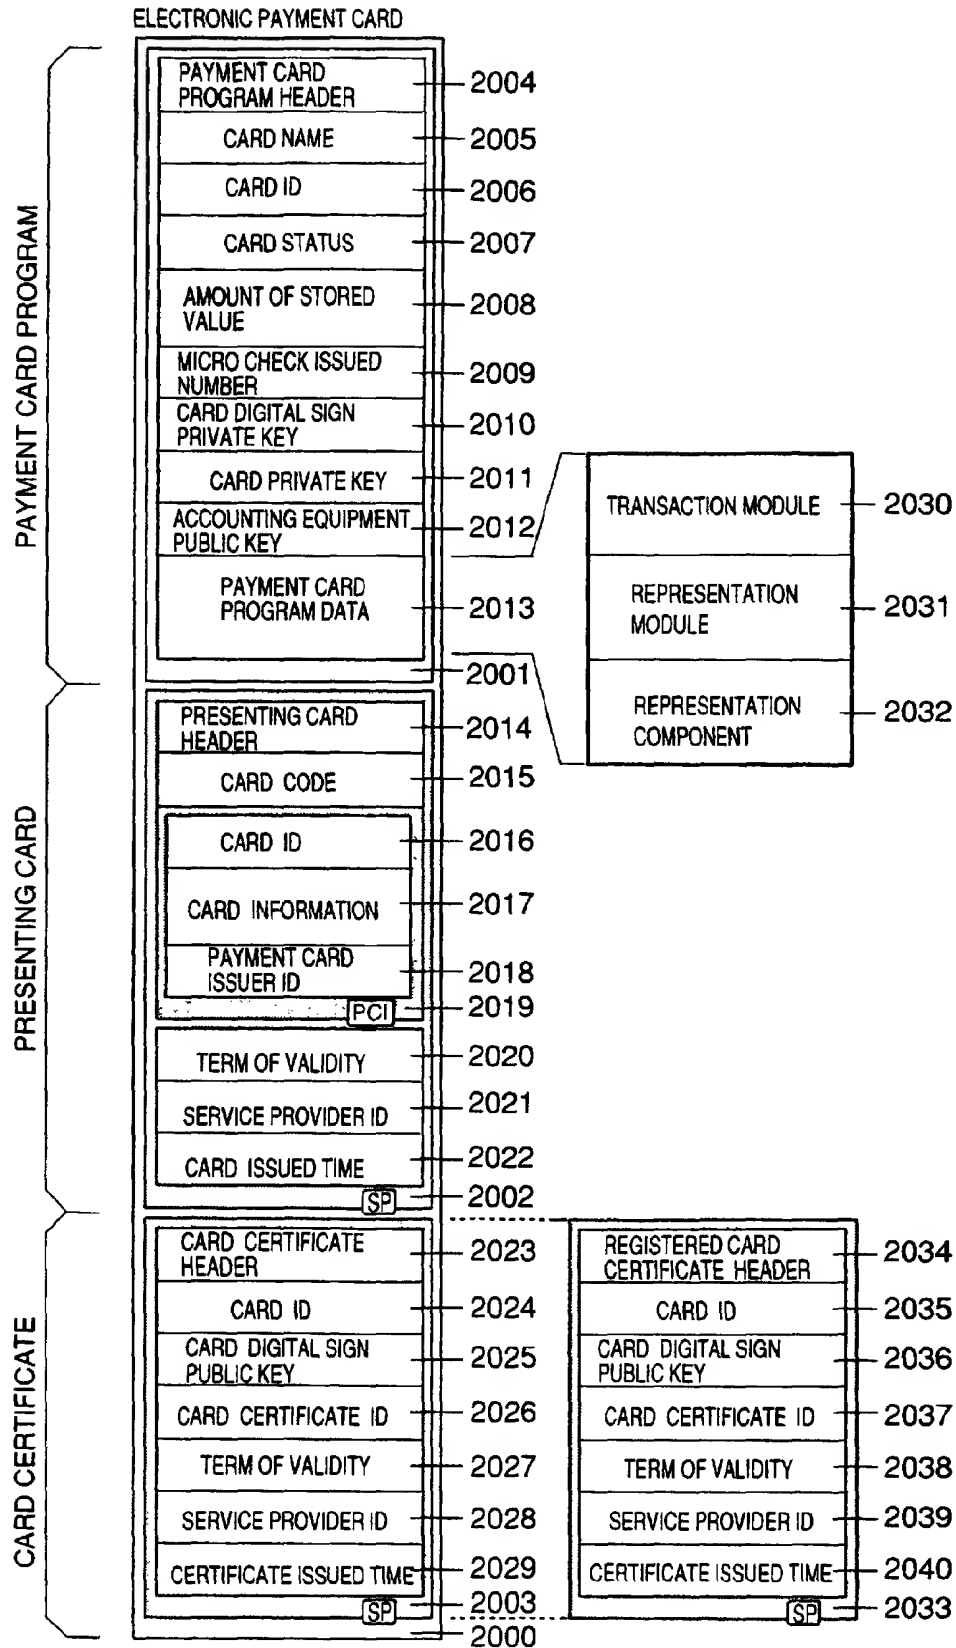 ELECTRONIC PAYMENT CARD
PAYMENT CARD PROGRAM
PAYMENT CARD
PROGRAM HEADER
2004
CARD NAME
2005
CARD ID
2006
CARD STATUS
2007
AMOUNT OF STORED
VALUE
2008
MICRO CHECK ISSUED
NUMBER
2009
CARD DIGITAL SIGN
PRIVATE KEY
2010
CARD PRIVATE KEY
2011
ACCOUNTING EQUIPMENT
PUBLIC KEY
2012
PAYMENT CARD
PROGRAM DATA
2013
2001
TRANSACTION MODULE
2030
REPRESENTATION
MODULE
2031
REPRESENTATION
COMPONENT
2032
PRESENTING CARD
PRESENTING CARD
HEADER
2014
CARD CODE
2015
CARD ID
2016
CARD INFORMATION
2017
PAYMENT CARD
ISSUER ID
2018
PCI
2019
TERM OF VALIDITY
2020
SERVICE PROVIDER ID
2021
CARD ISSUED TIME
2022
SP
2002
CARD CERTIFICATE
CARD CERTIFICATE
HEADER
2023
CARD ID
2024
CARD DIGITAL SIGN
PUBLIC KEY
2025
CARD CERTIFICATE ID
2026
TERM OF VALIDITY
2027
SERVICE PROVIDER ID
2028
CERTIFICATE ISSUED TIME
2029
SP
2003
2000
REGISTERED CARD
CERTIFICATE HEADER
2034
CARD ID
2035
CARD DIGITAL SIGN
PUBLIC KEY
2036
CARD CERTIFICATE ID
2037
TERM OF VALIDITY
2038
SERVICE PROVIDER ID
2039
CERTIFICATE ISSUED TIME
2040
SP
2033